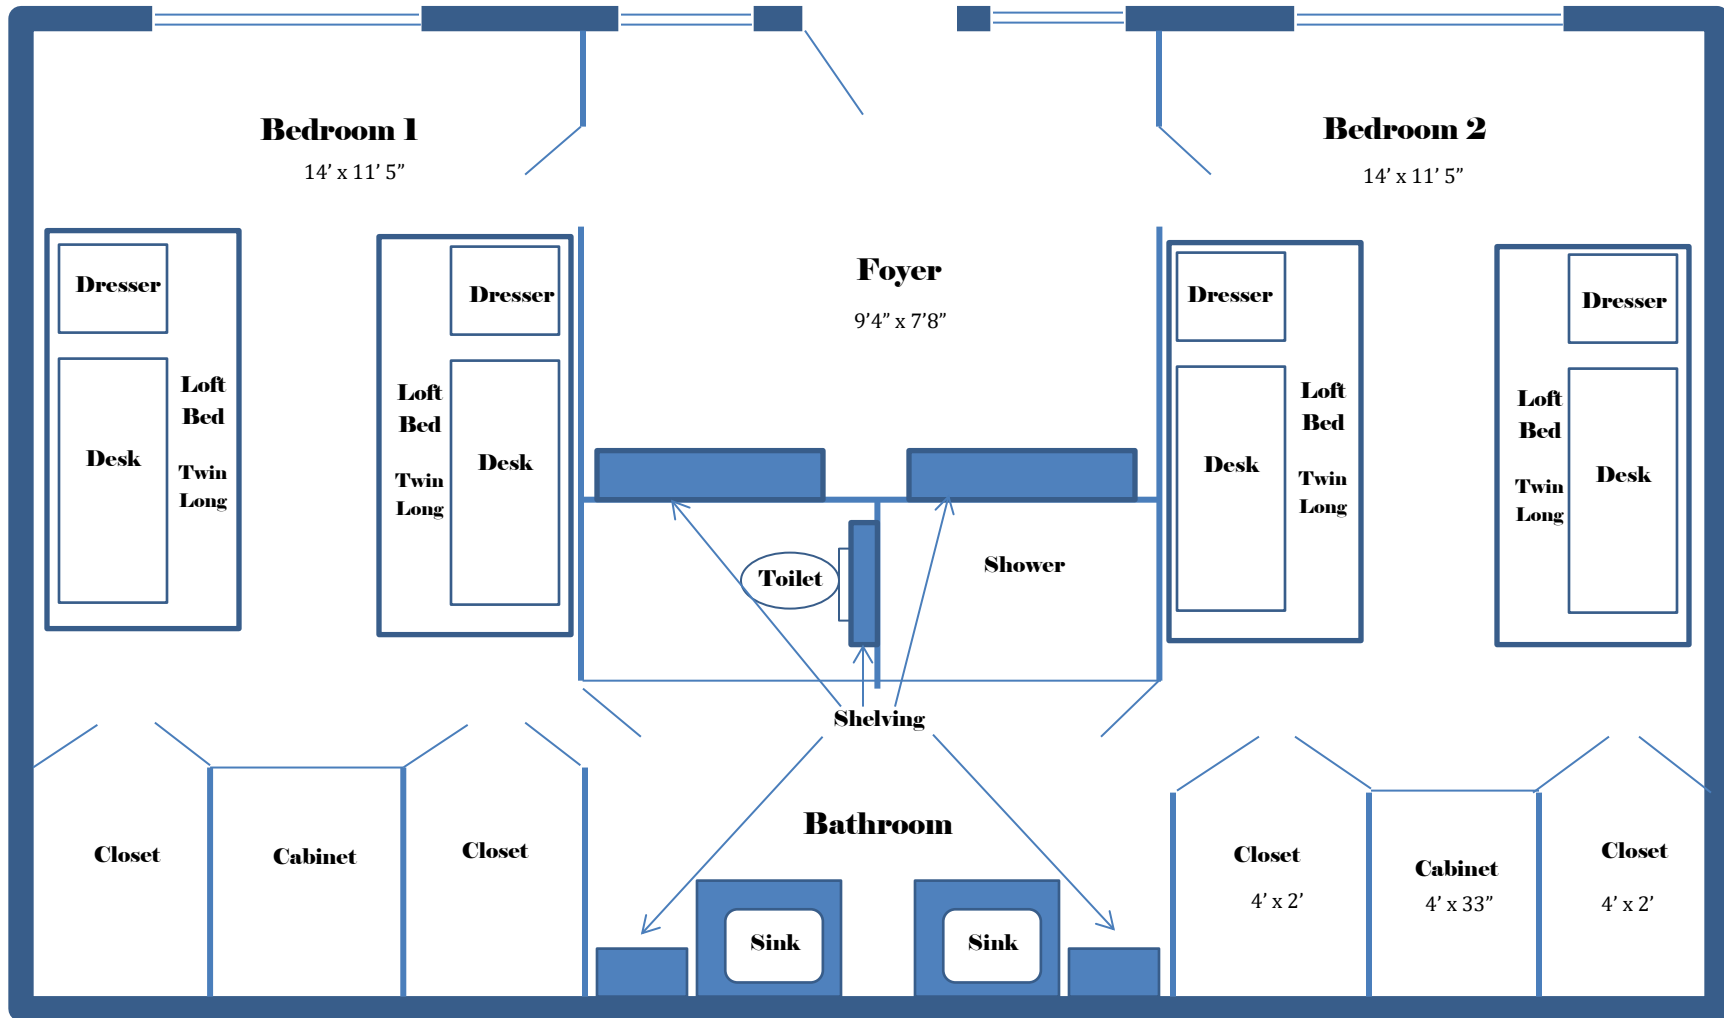 Bedroom 1
14’ x 11’ 5”
Bedroom 2
14’ x 11’ 5”
Foyer
9’4” x 7’8”
Dresser
Loft
Bed
Twin
Long
Desk
Dresser
Loft
Bed
Twin
Long
Desk
Dresser
Loft
Bed
Twin
Long
Desk
Dresser
Loft
Bed
Twin
Long
Desk
Toilet
Shower
Shelving
Bathroom
Closet
Cabinet
Closet
Sink
Sink
Closet
4’ x 2’
Cabinet
4’ x 33”
Closet
4’ x 2’